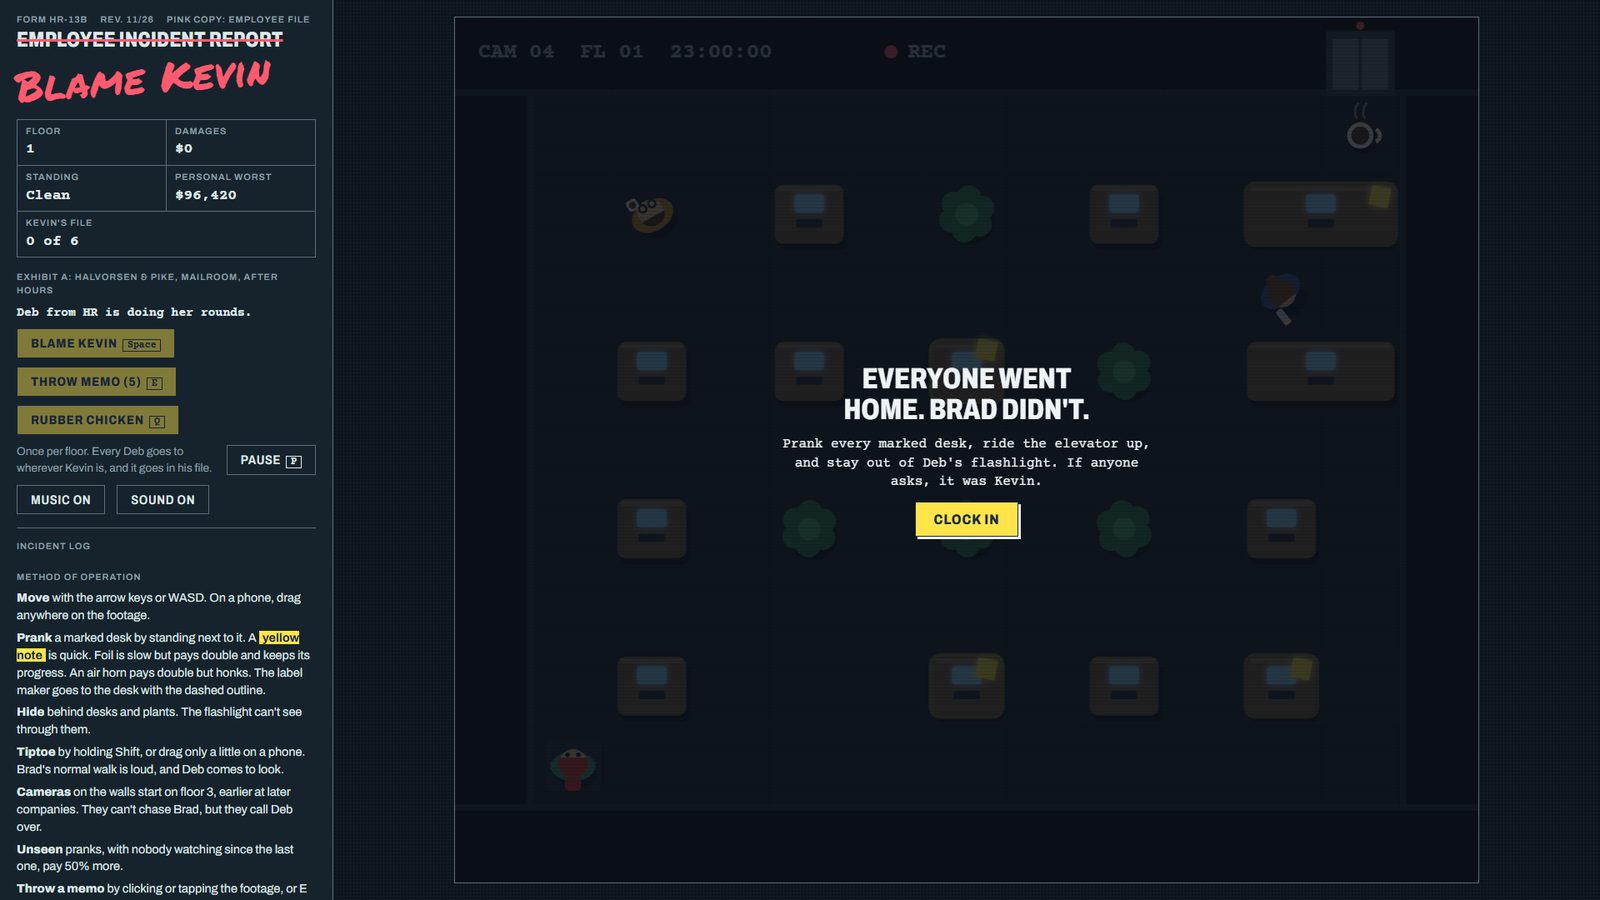 FORM HR-13B REV. 11/26 PINK COPY: EMPLOYEE FILE
EMPLOYEE INCIDENT REPORT
BLAME KEVIN
FLOOR
1
DAMAGES
$0
STANDING
Clean
PERSONAL WORST
$96,420
KEVIN'S FILE
0 of 6
EXHIBIT A: HALVORSEN & PIKE, MAILROOM, AFTER
HOURS
Deb from HR is doing her rounds.
BLAME KEVIN Space
THROW MEMO (5) E
RUBBER CHICKEN Q
Once per floor. Every Deb goes to
wherever Kevin is, and it goes in his file.
PAUSE P
MUSIC ON
SOUND ON
INCIDENT LOG
METHOD OF OPERATION
Move with the arrow keys or WASD. On a phone, drag
anywhere on the footage.
Prank a marked desk by standing next to it. A yellow
note is quick. Foil is slow but pays double and keeps its
progress. An air horn pays double but honks. The label
maker goes to the desk with the dashed outline.
Hide behind desks and plants. The flashlight can't see
through them.
Tiptoe by holding Shift, or drag only a little on a phone.
Brad's normal walk is loud, and Deb comes to look.
Cameras on the walls start on floor 3, earlier at later
companies. They can't chase Brad, but they call Deb
over.
Unseen pranks, with nobody watching since the last
one, pay 50% more.
Throw a memo by clicking or tapping the footage, or E
CAM 04 FL 01 23:00:00 REC
EVERYONE WENT
HOME. BRAD DIDN'T.
Prank every marked desk, ride the elevator up,
and stay out of Deb's flashlight. If anyone
asks, it was Kevin.
CLOCK IN